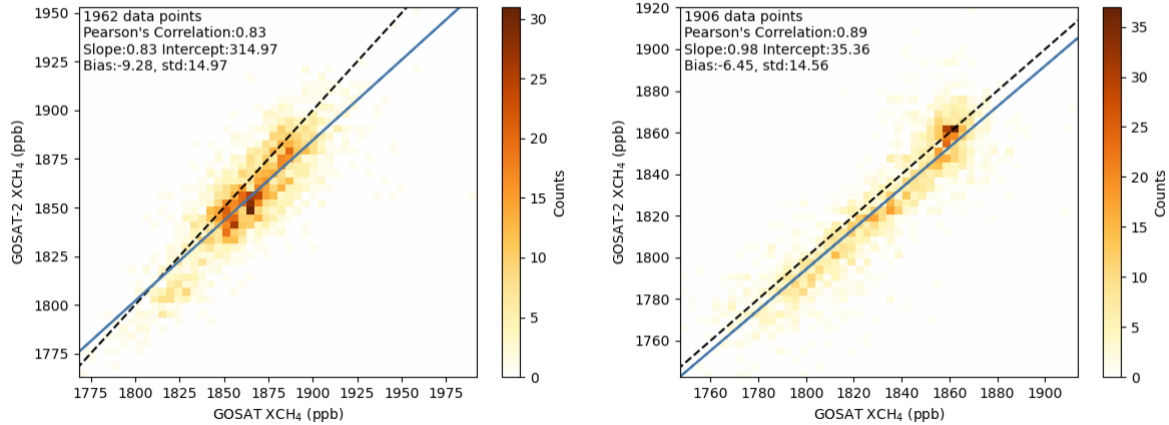 1962 data points
Pearson's Correlation:0.83
Slope:0.83 Intercept:314.97
Bias:-9.28, std:14.97
1950
1925
1900
1875
1850
1825
1800
1775
GOSAT-2 XCH₄ (ppb)
1775 1800 1825 1850 1875 1900 1925 1950 1975
GOSAT XCH₄ (ppb)
30
25
20
15
10
5
0
Counts
1906 data points
Pearson's Correlation:0.89
Slope:0.98 Intercept:35.36
Bias:-6.45, std:14.56
1920
1900
1880
1860
1840
1820
1800
1780
1760
GOSAT-2 XCH₄ (ppb)
1760 1780 1800 1820 1840 1860 1880 1900
GOSAT XCH₄ (ppb)
35
30
25
20
15
10
5
0
Counts